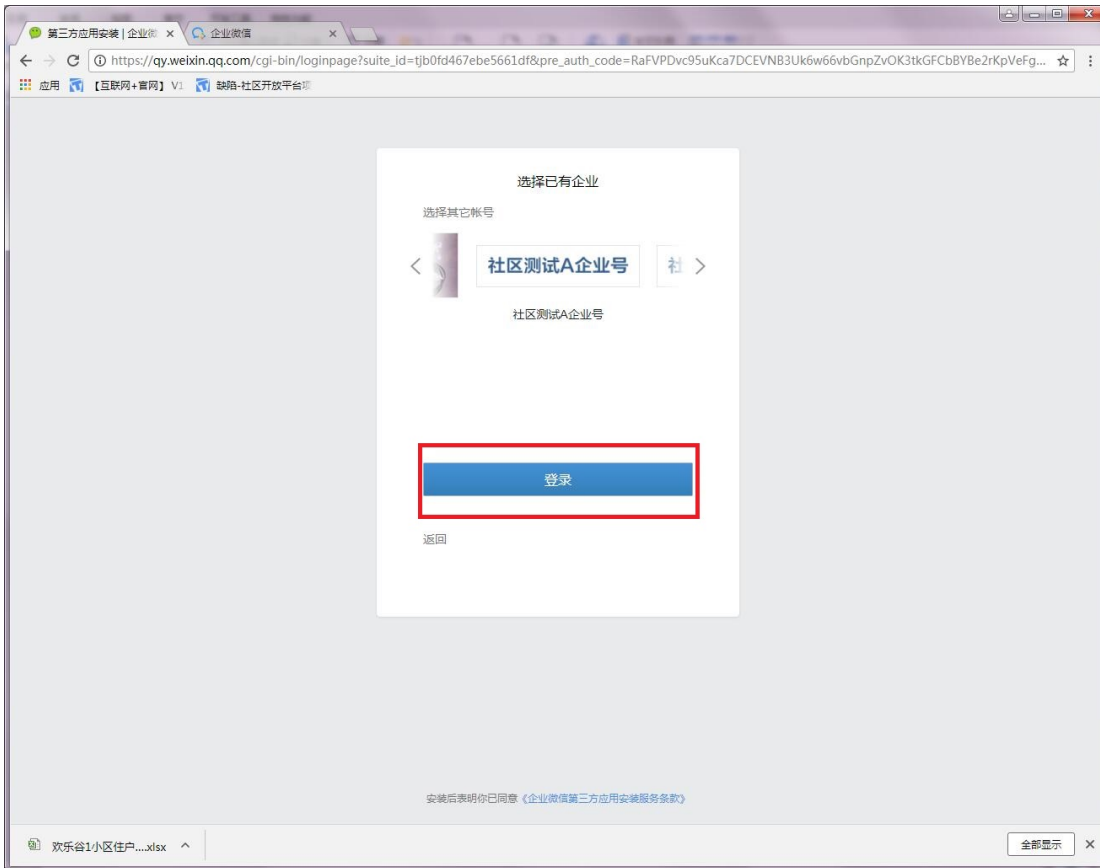 第三方应用安装 | 企业微
企业微信
https://qy.weixin.qq.com/cgi-bin/loginpage?suite_id=tjb0fd467ebe5661df&pre_auth_code=RaFVPDvc95uKca7DCEVNB3Uk6w66vbGnpZvOK3tkGFCbBYBe2rKpVeFg...
应用
【互联网+官网】 V1
缺陷-社区开放平台项
选择已有企业
选择其它帐号
社区测试A企业号
社
社区测试A企业号
登录
返回
安装后表明你已同意《企业微信第三方应用安装服务条款》
欢乐谷1小区住户....xlsx
全部显示